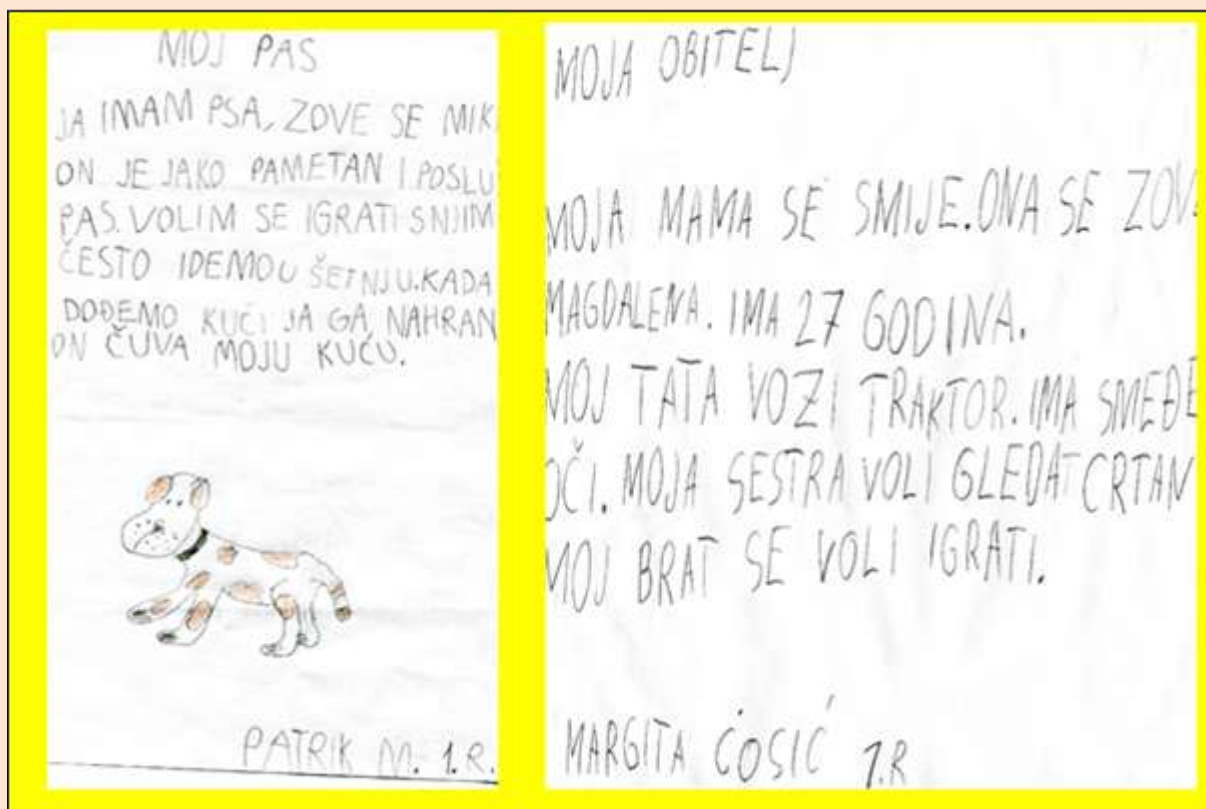 MOJ PAS
JA IMAM PSA, ZOVE SE MIK
ON JE JAKO PAMETAN I POSLU
PAS. VOLIM SE IGRATI S NJIM
ČESTO IDEMO U ŠETNJU. KADA
DOĐEMO KUĆI JA GA NAHRAN
ON ČUVA MOJU KUĆU.
PATRIK M. 1.R.
MOJA OBITELJ
MOJA MAMA SE SMIJE. ONA SE ZOV
MAGDALENA. IMA 27 GODINA.
MOJ TATA VOZI TRAKTOR. IMA SMEĐE
OČI. MOJA SESTRA VOLI GLEDAT CRTAN
MOJ BRAT SE VOLI IGRATI.
MARGITA ĆOSIĆ 1.R